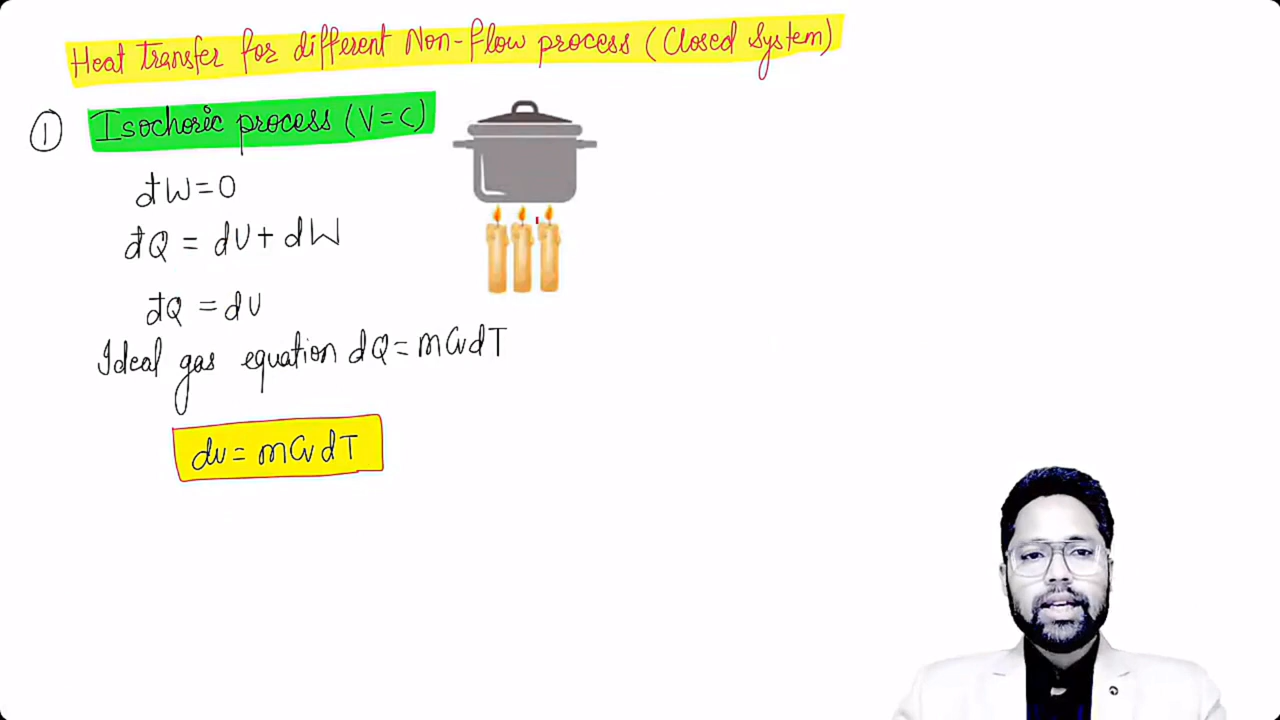 Heat transfer for different Non-flow process (Closed System)
① Isochoric process (V=C)
đW=0
đQ = dU+ dW
đQ = dU
Ideal gas equation dQ= mCvdT
du= mCvdT